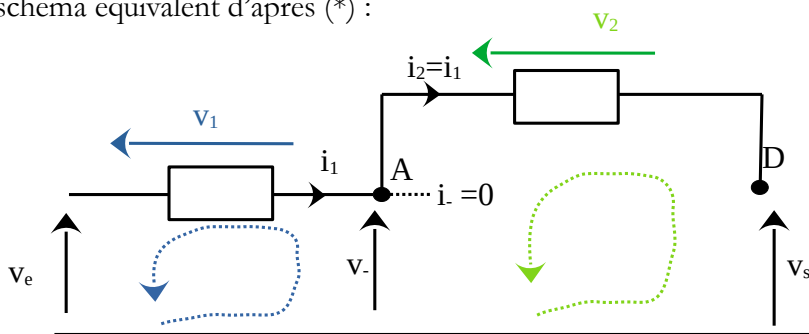 schéma équivalent d'après (*) :
v₂
i₂=i₁
v₁
i₁
A
D
i₋ =0
vₑ
v₋
vₛ